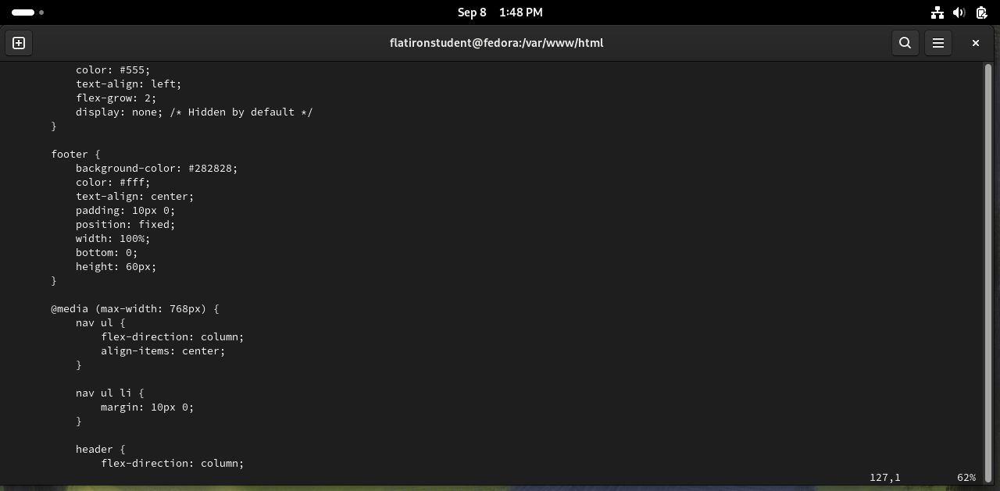 Sep 8 1:48 PM
flatironstudent@fedora:/var/www/html
        color: #555;
        text-align: left;
        flex-grow: 2;
        display: none; /* Hidden by default */
    }

    footer {
        background-color: #282828;
        color: #fff;
        text-align: center;
        padding: 10px 0;
        position: fixed;
        width: 100%;
        bottom: 0;
        height: 60px;
    }

    @media (max-width: 768px) {
        nav ul {
            flex-direction: column;
            align-items: center;
        }

        nav ul li {
            margin: 10px 0;
        }

        header {
            flex-direction: column;
127,1 62%